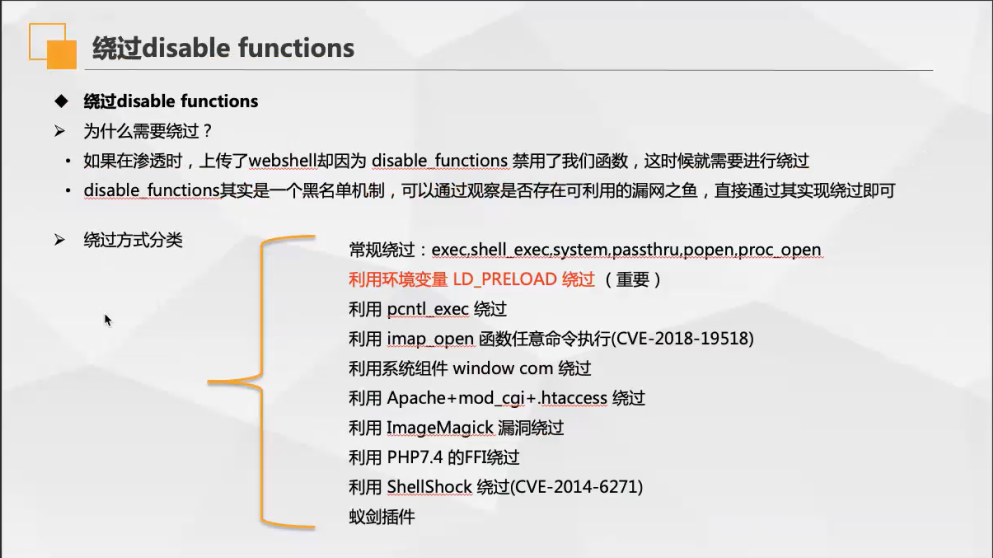 绕过disable functions
◆ 绕过disable functions
➢ 为什么需要绕过？
• 如果在渗透时，上传了webshell却因为 disable_functions 禁用了我们函数，这时候就需要进行绕过
• disable_functions其实是一个黑名单机制，可以通过观察是否存在可利用的漏网之鱼，直接通过其实现绕过即可
➢ 绕过方式分类
常规绕过：exec,shell_exec,system,passthru,popen,proc_open
利用环境变量 LD_PRELOAD 绕过 （重要）
利用 pcntl_exec 绕过
利用 imap_open 函数任意命令执行(CVE-2018-19518)
利用系统组件 window com 绕过
利用 Apache+mod_cgi+.htaccess 绕过
利用 ImageMagick 漏洞绕过
利用 PHP7.4 的FFI绕过
利用 ShellShock 绕过(CVE-2014-6271)
蚁剑插件